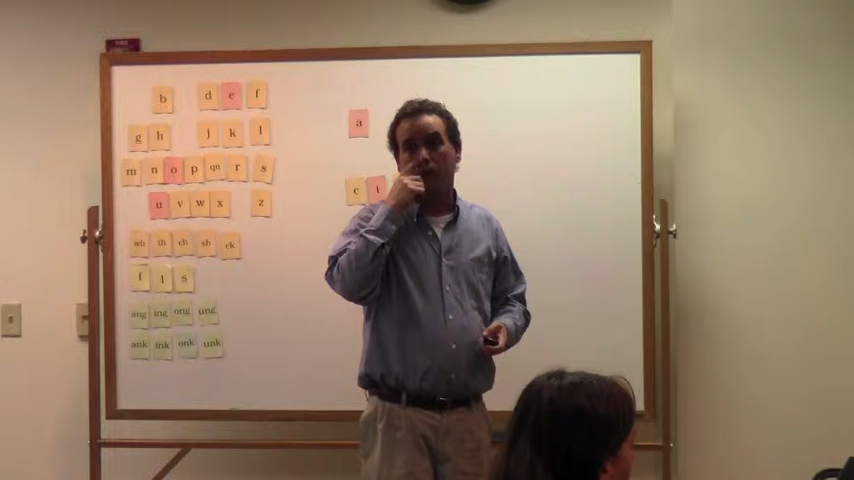 b d e f
a
g h j k l
m n o p qu r s
c i
u v w x z
wh th ch sh ck
f l s
ang ing ong ung
ank ink onk unk